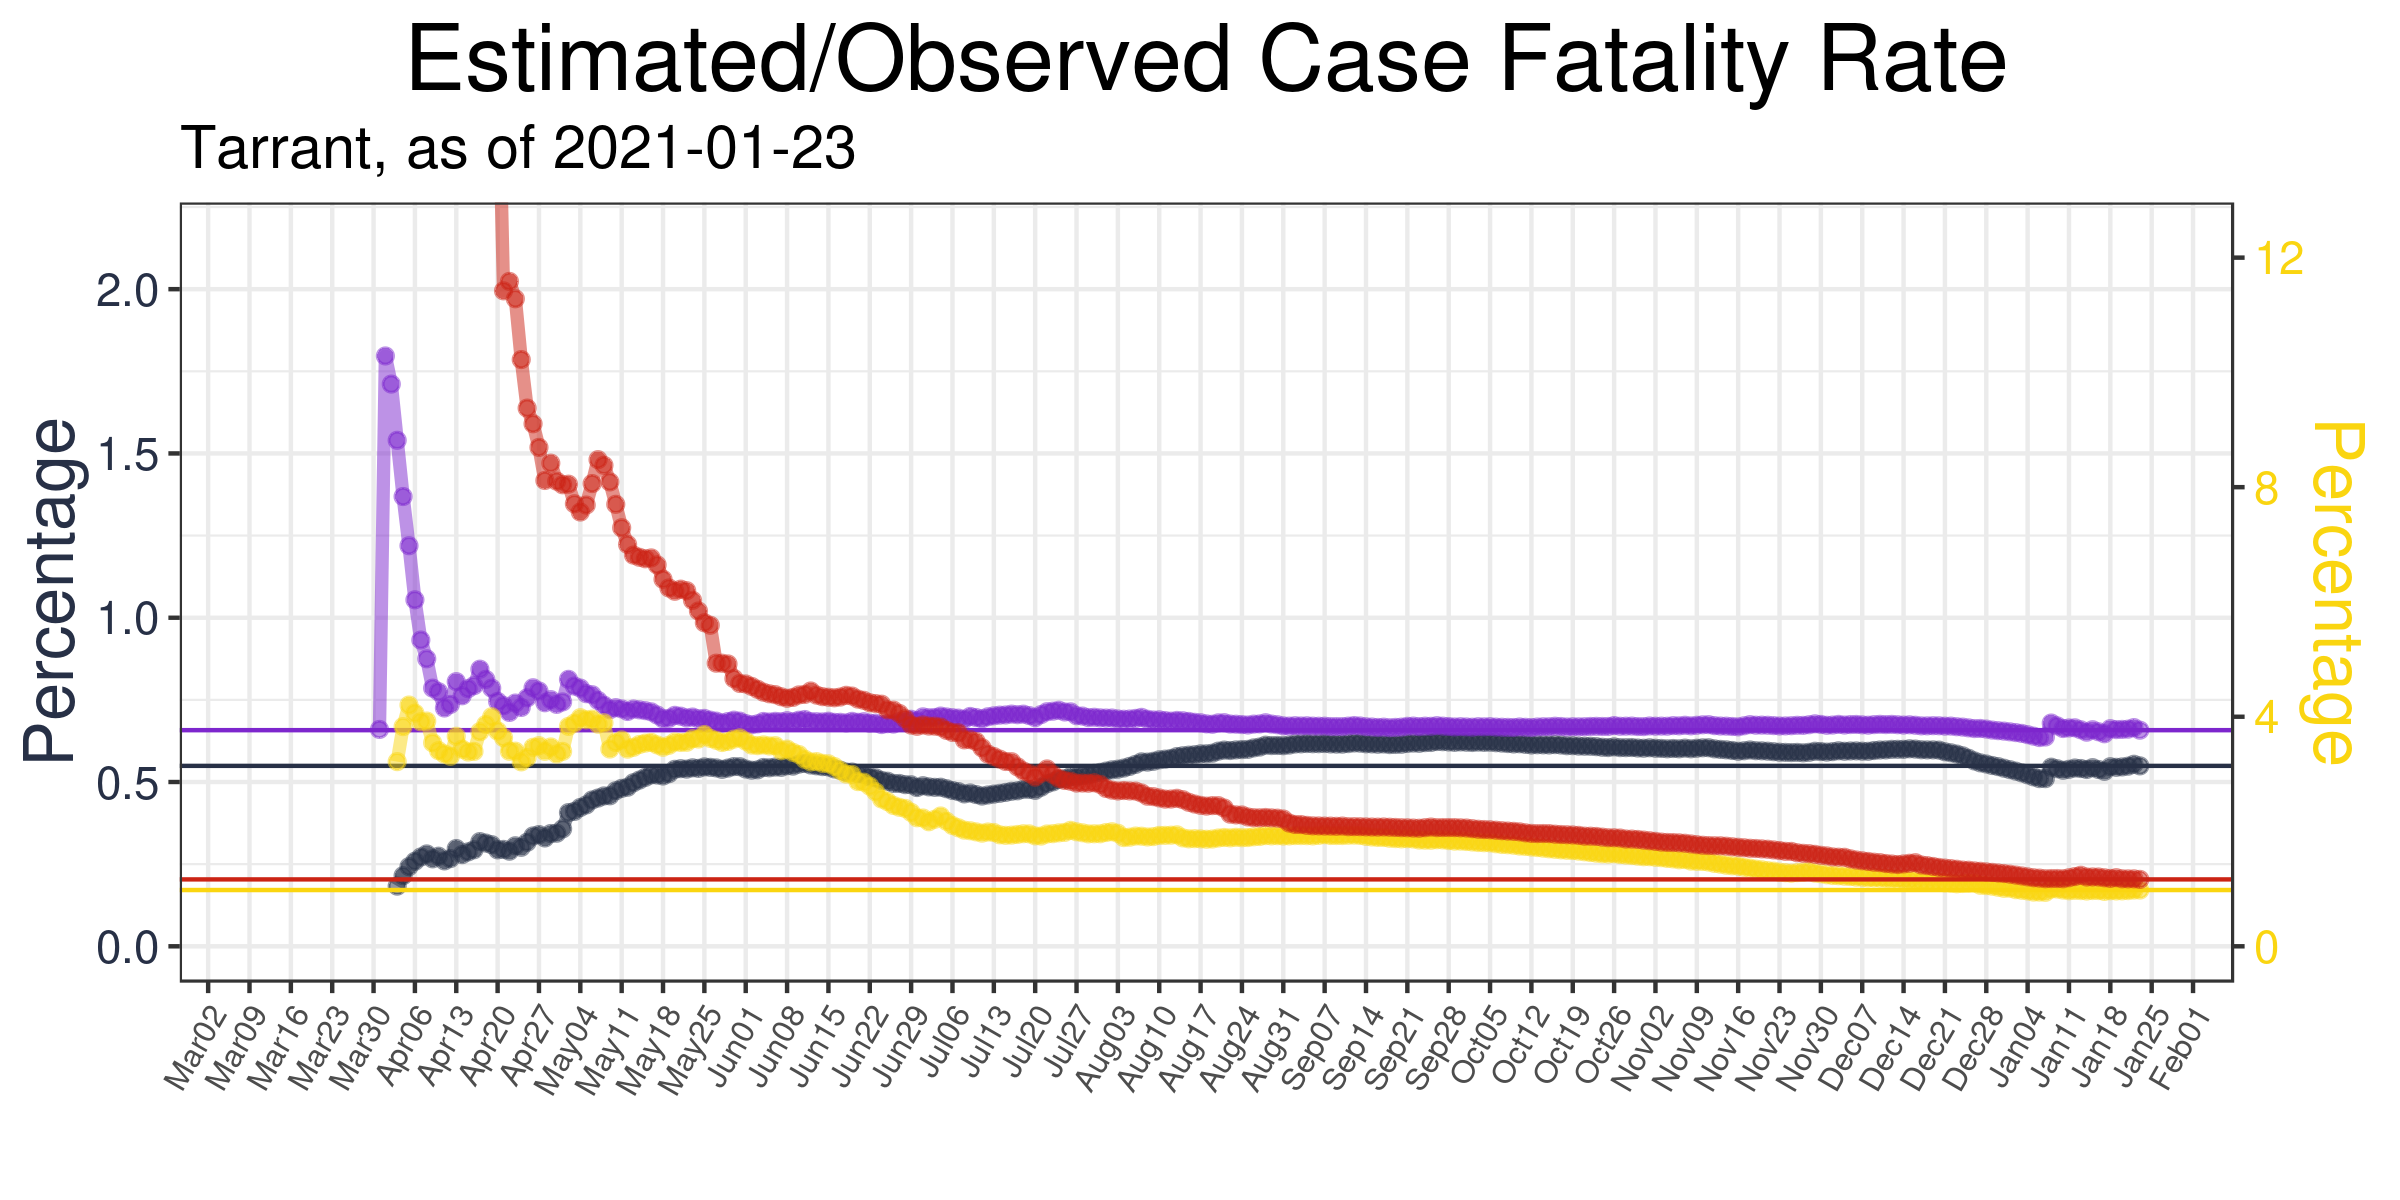 Estimated/Observed Case Fatality Rate
Tarrant, as of 2021-01-23
Percentage
2.0
1.5
1.0
0.5
0.0
12
8
4
0
Percentage
Mar02 Mar09 Mar16 Mar23 Mar30 Apr06 Apr13 Apr20 Apr27 May04 May11 May18 May25 Jun01 Jun08 Jun15 Jun22 Jun29 Jul06 Jul13 Jul20 Jul27 Aug03 Aug10 Aug17 Aug24 Aug31 Sep07 Sep14 Sep21 Sep28 Oct05 Oct12 Oct19 Oct26 Nov02 Nov09 Nov16 Nov23 Nov30 Dec07 Dec14 Dec21 Dec28 Jan04 Jan11 Jan18 Jan25 Feb01